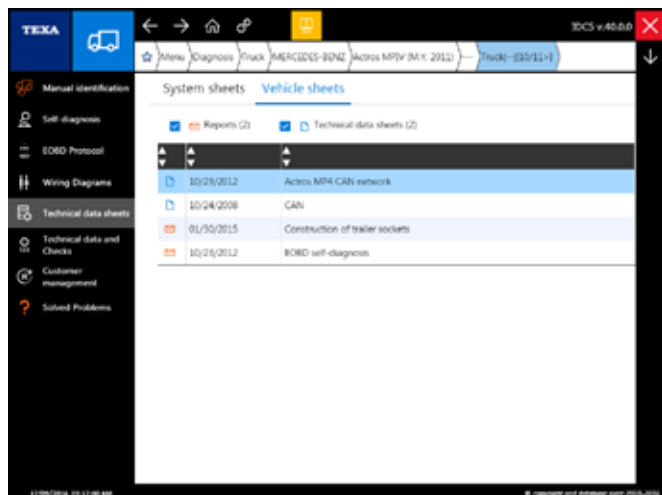 TEXA
IDC5 v.40.0.0
Menu Diagnosis Truck MERCEDES-BENZ Actros MPIV (M.Y. 2011) --- Truck[--(10/11>)]
Manual identification
Self-diagnosis
EOBD Protocol
Wiring Diagrams
Technical data sheets
Technical data and
Checks
Customer
management
Solved Problems
System sheets Vehicle sheets
Reports (2) Technical data sheets (2)
10/23/2012 Actros MP4 CAN network
10/24/2008 CAN
01/30/2015 Construction of trailer sockets
EOBD self-diagnosis